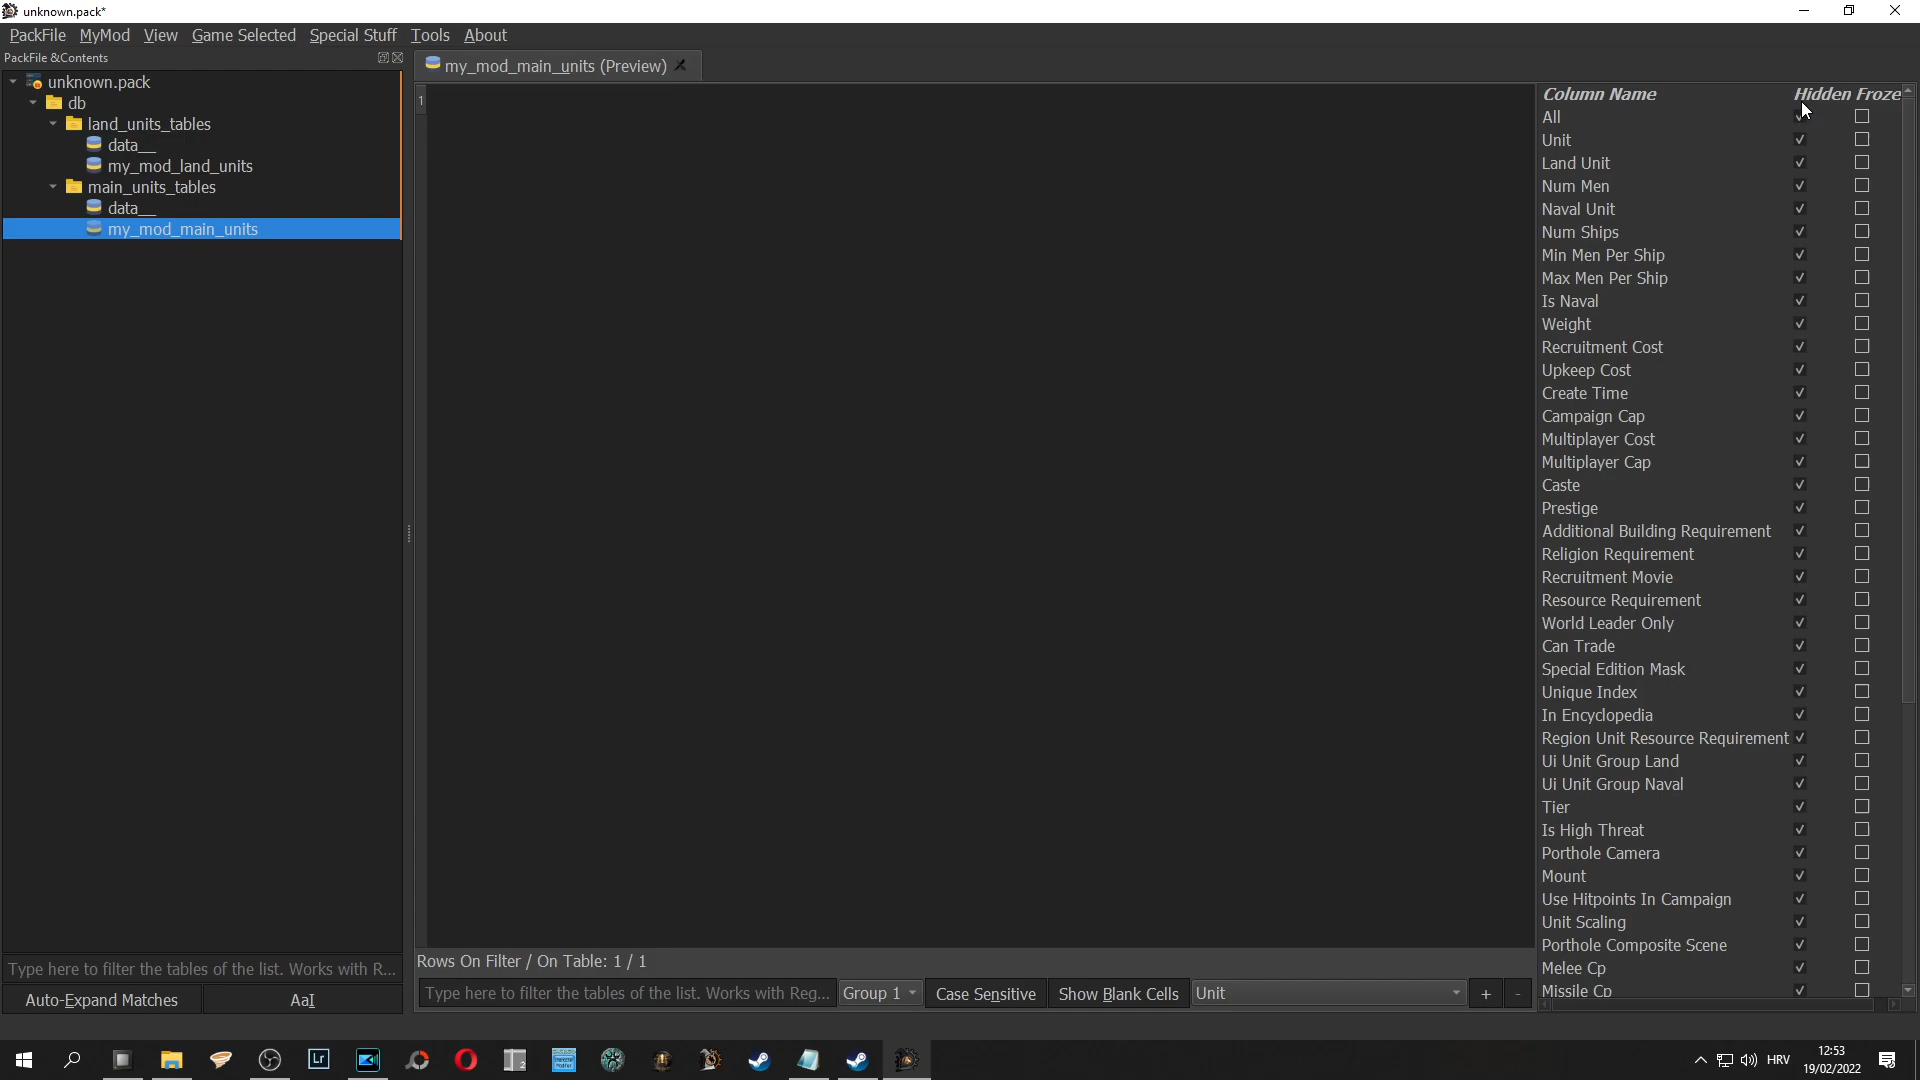 unknown.pack*
PackFile MyMod View Game Selected Special Stuff Tools About
PackFile &Contents
my_mod_main_units (Preview)
unknown.pack
db
land_units_tables
data__
my_mod_land_units
main_units_tables
data__
my_mod_main_units
1
Column Name Hidden Froze
All
Unit
Land Unit
Num Men
Naval Unit
Num Ships
Min Men Per Ship
Max Men Per Ship
Is Naval
Weight
Recruitment Cost
Upkeep Cost
Create Time
Campaign Cap
Multiplayer Cost
Multiplayer Cap
Caste
Prestige
Additional Building Requirement
Religion Requirement
Recruitment Movie
Resource Requirement
World Leader Only
Can Trade
Special Edition Mask
Unique Index
In Encyclopedia
Region Unit Resource Requirement
Ui Unit Group Land
Ui Unit Group Naval
Tier
Is High Threat
Porthole Camera
Mount
Use Hitpoints In Campaign
Unit Scaling
Porthole Composite Scene
Melee Cp
Missile Cp
Rows On Filter / On Table: 1 / 1
Type here to filter the tables of the list. Works with R...
Type here to filter the tables of the list. Works with Reg... Group 1 Case Sensitive Show Blank Cells Unit + -
Auto-Expand Matches AaI
Lr 2 HRV
12:53
19/02/2022